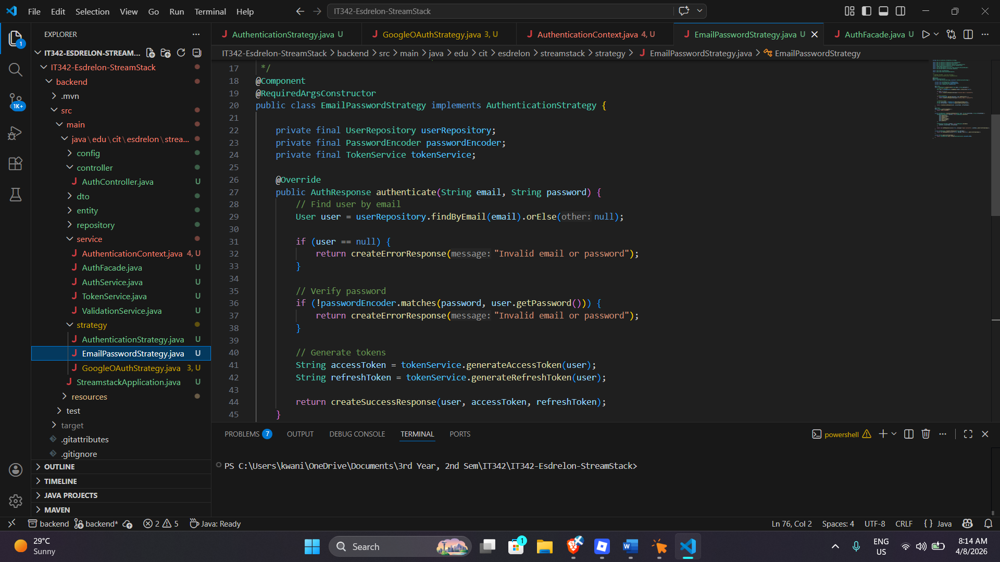 File Edit Selection View Go Run Terminal Help
IT342-Esdrelon-StreamStack
EXPLORER
AuthenticationStrategy.java U
GoogleOAuthStrategy.java 3, U
AuthenticationContext.java 4, U
EmailPasswordStrategy.java U
AuthFacade.java U
IT342-Esdrelon-StreamStack > backend > src > main > java > edu > cit > esdrelon > streamstack > strategy > EmailPasswordStrategy.java > EmailPasswordStrategy
IT342-ESDRELON-STREAM...
IT342-Esdrelon-StreamStack
backend
.mvn
src
main
java\edu\cit\esdrelon\strea...
config
controller
AuthController.java U
dto
entity
repository
service
AuthenticationContext.java 4, U
AuthFacade.java U
AuthService.java U
TokenService.java U
ValidationService.java U
strategy
AuthenticationStrategy.java U
EmailPasswordStrategy.java U
GoogleOAuthStrategy.java 3, U
StreamstackApplication.java U
resources
test
target
.gitattributes
.gitignore
OUTLINE
TIMELINE
JAVA PROJECTS
MAVEN
1
1K+
17 */
18 @Component
19 @RequiredArgsConstructor
20 public class EmailPasswordStrategy implements AuthenticationStrategy {
21
22 private final UserRepository userRepository;
23 private final PasswordEncoder passwordEncoder;
24 private final TokenService tokenService;
25
26 @Override
27 public AuthResponse authenticate(String email, String password) {
28 // Find user by email
29 User user = userRepository.findByEmail(email).orElse(other: null);
30
31 if (user == null) {
32 return createErrorResponse(message: "Invalid email or password");
33 }
34
35 // Verify password
36 if (!passwordEncoder.matches(password, user.getPassword())) {
37 return createErrorResponse(message: "Invalid email or password");
38 }
39
40 // Generate tokens
41 String accessToken = tokenService.generateAccessToken(user);
42 String refreshToken = tokenService.generateRefreshToken(user);
43
44 return createSuccessResponse(user, accessToken, refreshToken);
45 }
PROBLEMS 7 OUTPUT DEBUG CONSOLE TERMINAL PORTS
powershell
PS C:\Users\kwani\OneDrive\Documents\3rd Year, 2nd Sem\IT342\IT342-Esdrelon-StreamStack>
backend backend* 2 5 Java: Ready
Ln 76, Col 2 Spaces: 4 UTF-8 CRLF {} Java
29°C
Sunny
Search
1
ENG
US
8:14 AM
4/8/2026